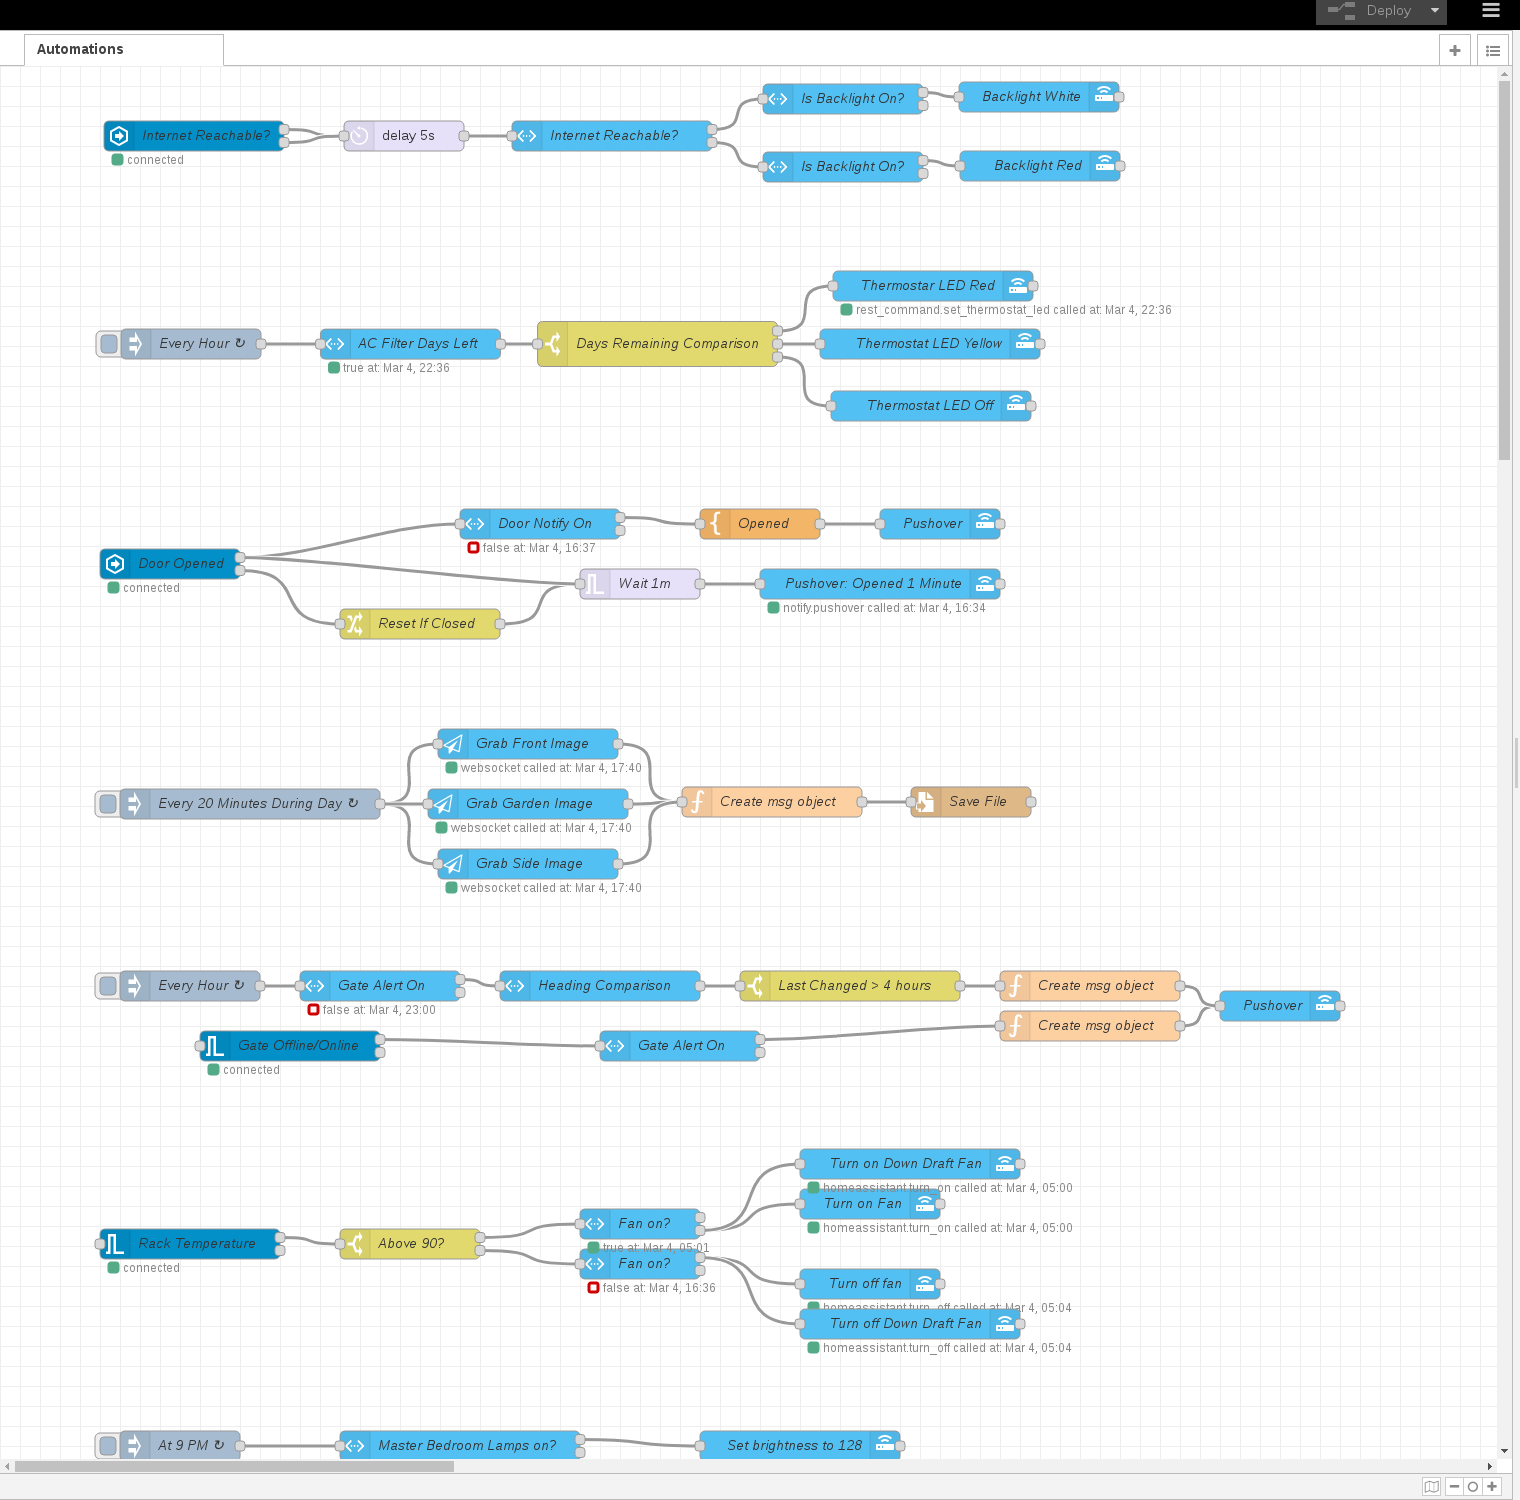 Deploy
Automations
Is Backlight On?
Backlight White
Internet Reachable?
delay 5s
Internet Reachable?
connected
Is Backlight On?
Backlight Red
Thermostar LED Red
rest_command.set_thermostat_led called at: Mar 4, 22:36
Every Hour ↻
AC Filter Days Left
Days Remaining Comparison
Thermostat LED Yellow
true at: Mar 4, 22:36
Thermostat LED Off
Door Notify On
Opened
Pushover
false at: Mar 4, 16:37
Door Opened
connected
Wait 1m
Pushover: Opened 1 Minute
notify.pushover called at: Mar 4, 16:34
Reset If Closed
Grab Front Image
websocket called at: Mar 4, 17:40
Every 20 Minutes During Day ↻
Grab Garden Image
Create msg object
Save File
websocket called at: Mar 4, 17:40
Grab Side Image
websocket called at: Mar 4, 17:40
Every Hour ↻
Gate Alert On
Heading Comparison
Last Changed > 4 hours
Create msg object
false at: Mar 4, 23:00
Pushover
Gate Offline/Online
Gate Alert On
Create msg object
connected
Turn on Down Draft Fan
homeassistant.turn_on called at: Mar 4, 05:00
Turn on Fan
homeassistant.turn_on called at: Mar 4, 05:00
Rack Temperature
Above 90?
Fan on?
true at: Mar 4, 05:01
connected
Fan on?
false at: Mar 4, 16:36
Turn off fan
homeassistant.turn_off called at: Mar 4, 05:04
Turn off Down Draft Fan
homeassistant.turn_off called at: Mar 4, 05:04
At 9 PM ↻
Master Bedroom Lamps on?
Set brightness to 128